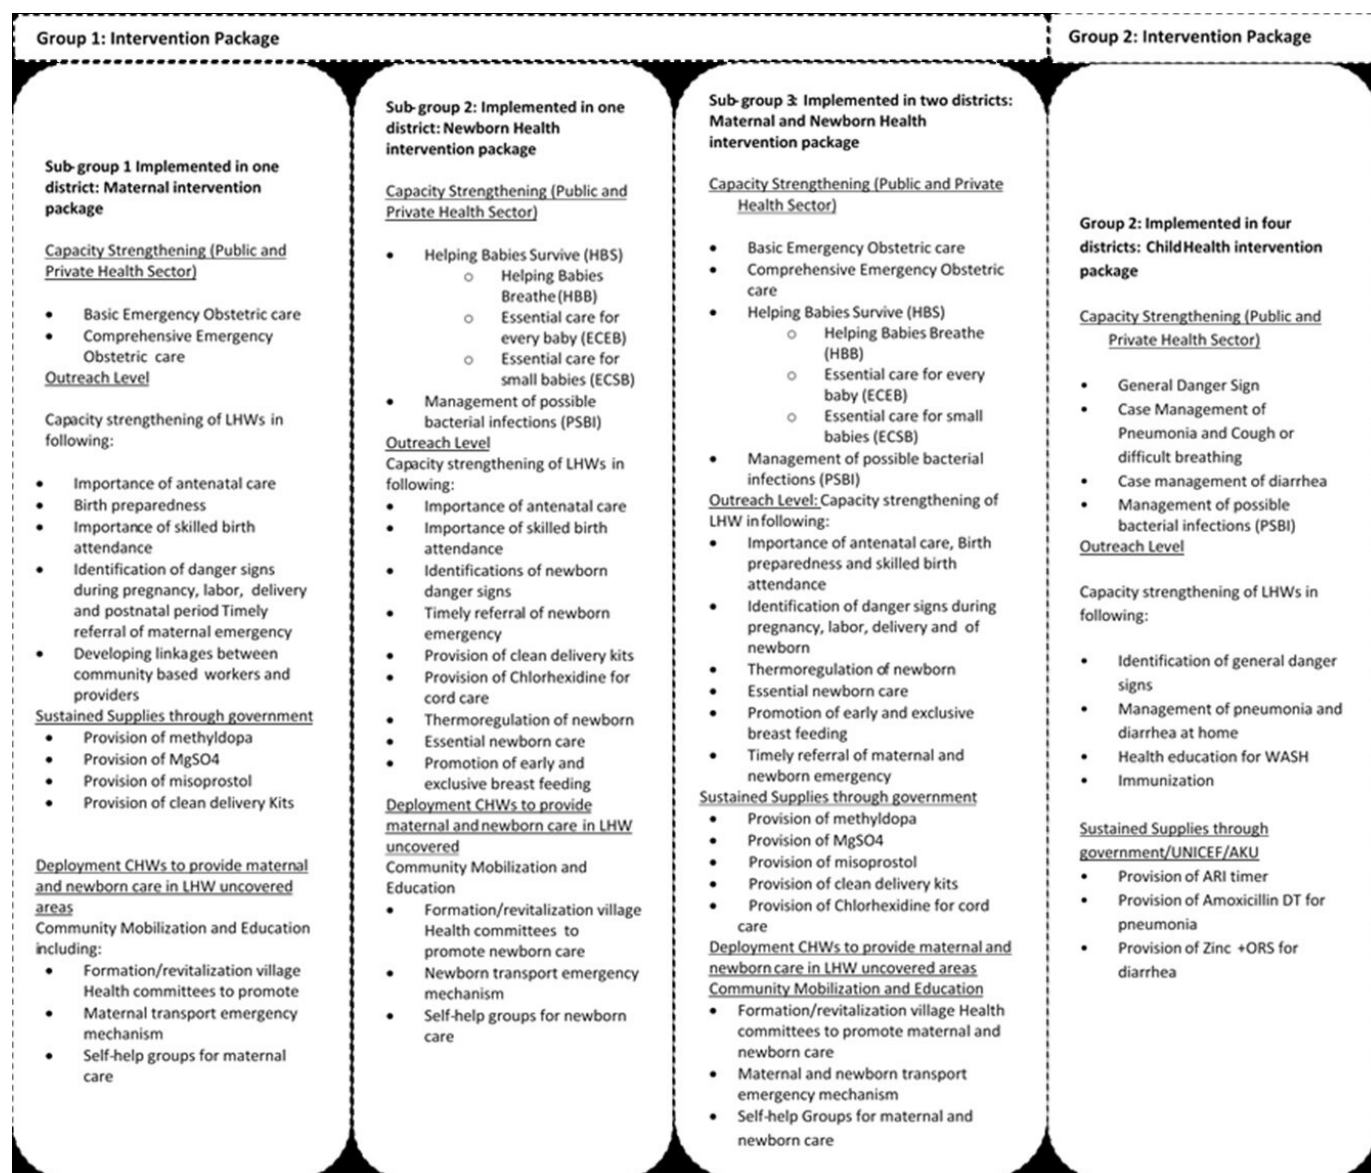 Group 1: Intervention Package
Group 2: Intervention Package
Sub-group 1 Implemented in one
district: Maternal intervention
package
Capacity Strengthening (Public and
Private Health Sector)
• Basic Emergency Obstetric care
• Comprehensive Emergency
Obstetric care
Outreach Level
Capacity strengthening of LHWs in
following:
• Importance of antenatal care
• Birth preparedness
• Importance of skilled birth
attendance
• Identification of danger signs
during pregnancy, labor, delivery
and postnatal period Timely
referral of maternal emergency
• Developing linkages between
community based workers and
providers
Sustained Supplies through government
• Provision of methyldopa
• Provision of MgSO4
• Provision of misoprostol
• Provision of clean delivery Kits
Deployment CHWs to provide maternal
and newborn care in LHW uncovered
areas
Community Mobilization and Education
including:
• Formation/revitalization village
Health committees to promote
• Maternal transport emergency
mechanism
• Self-help groups for maternal
care
Sub-group 2: Implemented in one
district: Newborn Health
intervention package
Capacity Strengthening (Public and
Private Health Sector)
• Helping Babies Survive (HBS)
o Helping Babies
Breathe (HBB)
o Essential care for
every baby (ECEB)
o Essential care for
small babies (ECSB)
• Management of possible
bacterial infections (PSBI)
Outreach Level
Capacity strengthening of LHWs in
following:
• Importance of antenatal care
• Importance of skilled birth
attendance
• Identifications of newborn
danger signs
• Timely referral of newborn
emergency
• Provision of clean delivery kits
• Provision of Chlorhexidine for
cord care
• Thermoregulation of newborn
• Essential newborn care
• Promotion of early and
exclusive breast feeding
Deployment CHWs to provide
maternal and newborn care in LHW
uncovered
Community Mobilization and
Education
• Formation/revitalization village
Health committees to
promote newborn care
• Newborn transport emergency
mechanism
• Self-help groups for newborn
care
Sub-group 3: Implemented in two districts:
Maternal and Newborn Health
intervention package
Capacity Strengthening (Public and Private
Health Sector)
• Basic Emergency Obstetric care
• Comprehensive Emergency Obstetric
care
• Helping Babies Survive (HBS)
o Helping Babies Breathe
(HBB)
o Essential care for every
baby (ECEB)
o Essential care for small
babies (ECSB)
• Management of possible bacterial
infections (PSBI)
Outreach Level: Capacity strengthening of
LHW in following:
• Importance of antenatal care, Birth
preparedness and skilled birth
attendance
• Identification of danger signs during
pregnancy, labor, delivery and of
newborn
• Thermoregulation of newborn
• Essential newborn care
• Promotion of early and exclusive
breast feeding
• Timely referral of maternal and
newborn emergency
Sustained Supplies through government
• Provision of methyldopa
• Provision of MgSO4
• Provision of misoprostol
• Provision of clean delivery kits
• Provision of Chlorhexidine for cord
care
Deployment CHWs to provide maternal and
newborn care in LHW uncovered areas
Community Mobilization and Education
• Formation/revitalization village Health
committees to promote maternal and
newborn care
• Maternal and newborn transport
emergency mechanism
• Self-help Groups for maternal and
newborn care
Group 2: Implemented in four
districts: Child Health intervention
package
Capacity Strengthening (Public and
Private Health Sector)
• General Danger Sign
• Case Management of
Pneumonia and Cough or
difficult breathing
• Case management of diarrhea
• Management of possible
bacterial infections (PSBI)
Outreach Level
Capacity strengthening of LHWs in
following:
• Identification of general danger
signs
• Management of pneumonia and
diarrhea at home
• Health education for WASH
• Immunization
Sustained Supplies through
government/UNICEF/AKU
• Provision of ARI timer
• Provision of Amoxicillin DT for
pneumonia
• Provision of Zinc +ORS for
diarrhea